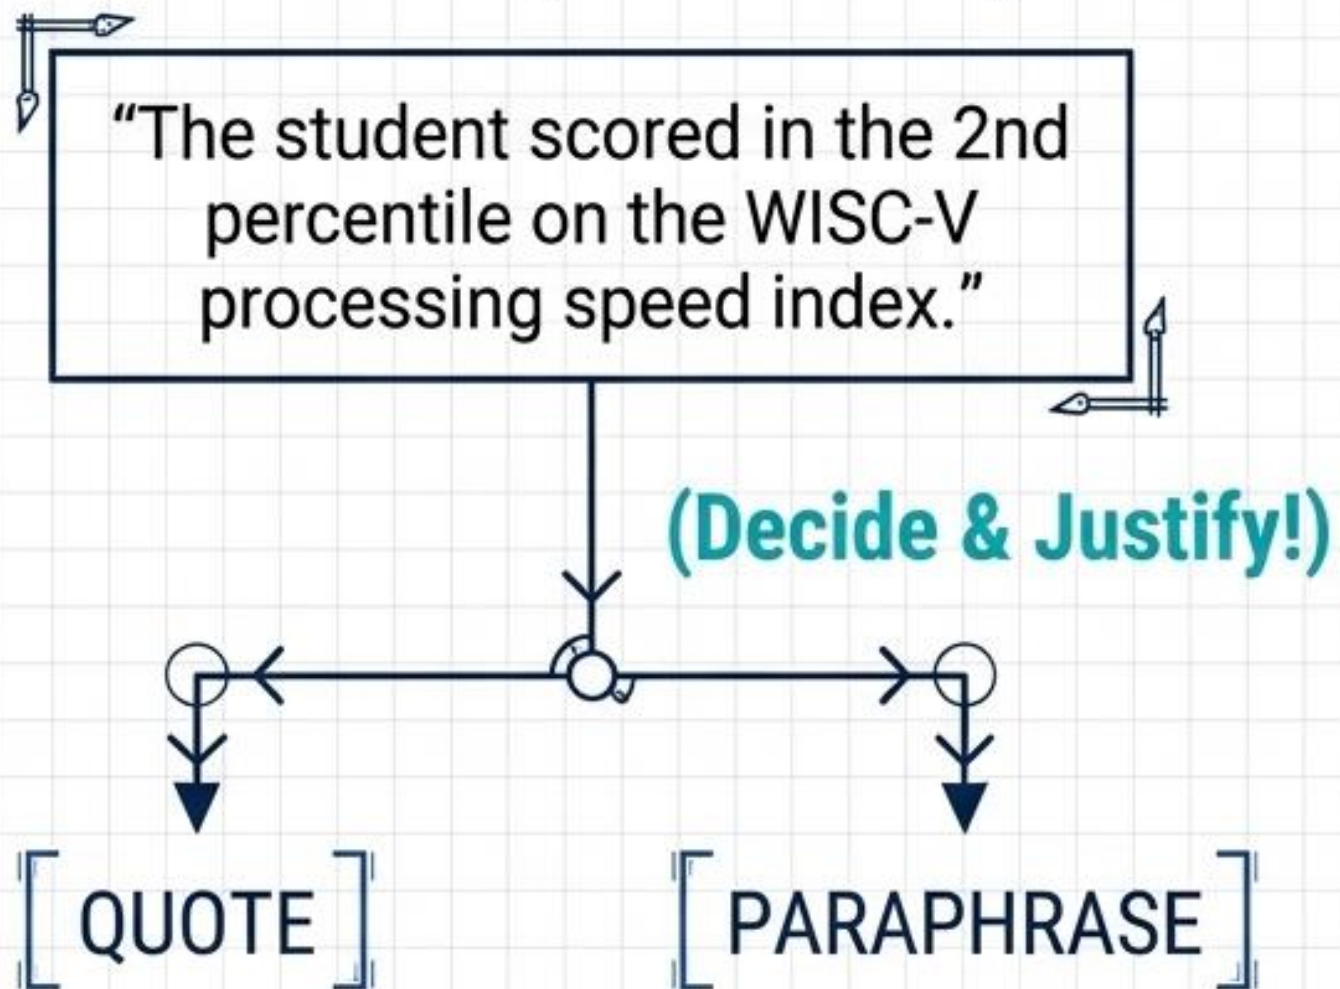 “The student scored in the 2nd
percentile on the WISC-V
processing speed index.”
(Decide & Justify!)
QUOTE
PARAPHRASE